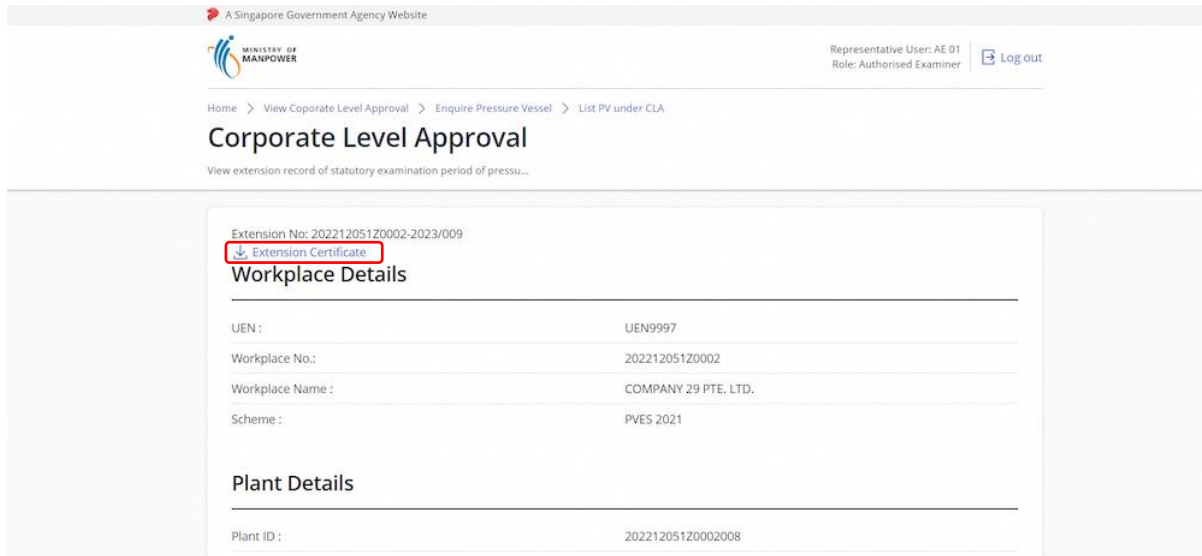 A Singapore Government Agency Website
MINISTRY OF
MANPOWER
Representative User: AE 01
Role: Authorised Examiner
Log out
Home > View Coporate Level Approval > Enquire Pressure Vessel > List PV under CLA
Corporate Level Approval
View extension record of statutory examination period of pressu...
Extension No: 202212051Z0002-2023/009
Extension Certificate
Workplace Details
UEN : UEN9997
Workplace No.: 202212051Z0002
Workplace Name : COMPANY 29 PTE. LTD.
Scheme : PVES 2021
Plant Details
Plant ID : 202212051Z0002008